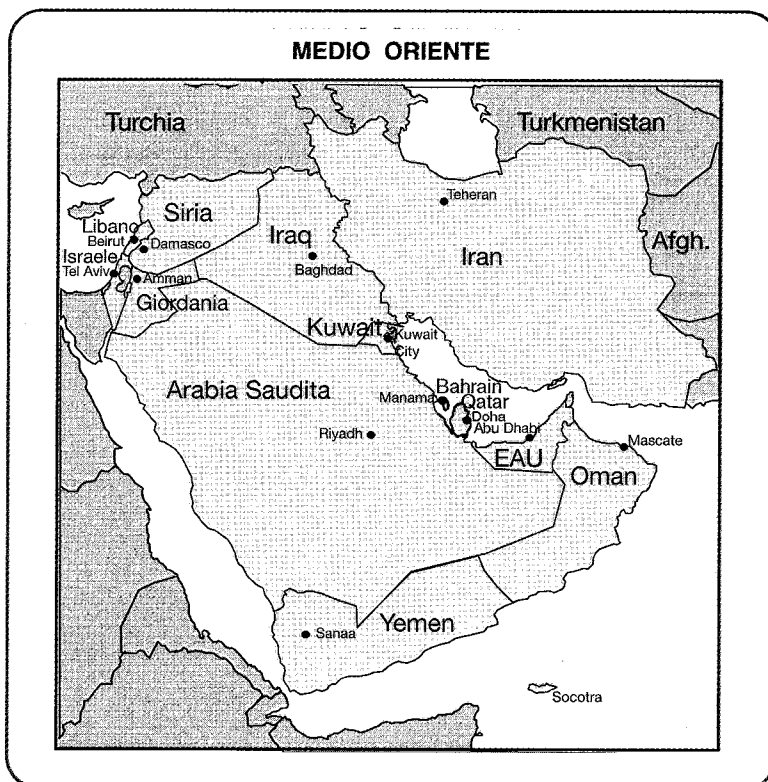 MEDIO ORIENTE
Turchia
Turkmenistan
Teheran
Siria
Libano
Beirut
Damasco
Iraq
Afgh.
Iran
Israele
Tel Aviv
Amman
Baghdad
Giordania
Kuwait
Kuwait
City
Arabia Saudita
Manama
Bahrain
Qatar
Doha
Abu Dhabi
Riyadh
Mascate
EAU
Oman
Yemen
Sanaa
Socotra